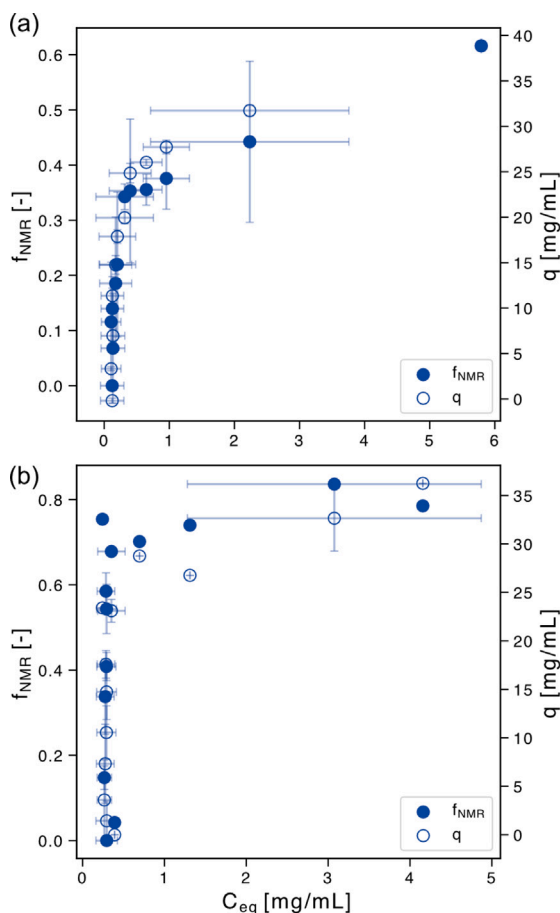 (a)
0.6
0.5
0.4
0.3
0.2
0.1
0.0
f_NMR [-]
40
35
30
25
20
15
10
5
0
q [mg/mL]
f_NMR
q
0 1 2 3 4 5 6
(b)
0.8
0.6
0.4
0.2
0.0
f_NMR [-]
35
30
25
20
15
10
5
0
q [mg/mL]
f_NMR
q
0 1 2 3 4 5
C_eq [mg/mL]